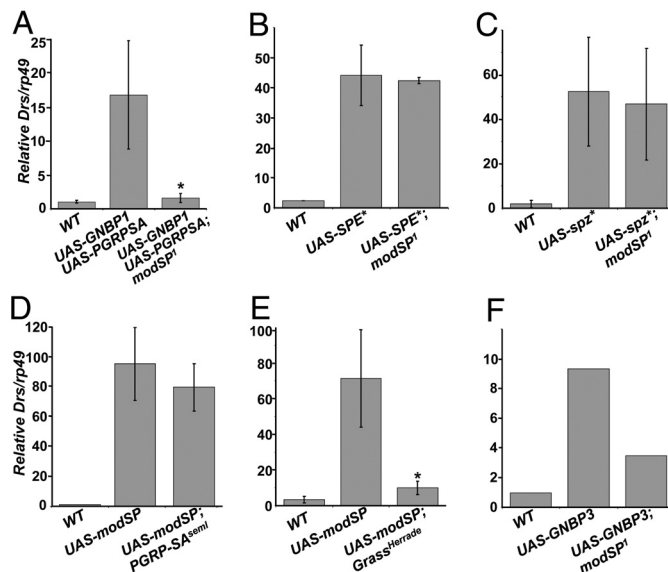 A
Relative Drs/rp49
25
20
15
10
5
0
WT
UAS-GNBP1
UAS-PGRPSA
UAS-GNBP1
UAS-PGRPSA;
modSP¹
*
B
50
40
30
20
10
0
WT
UAS-SPE*
UAS-SPE*;
modSP¹
C
60
40
20
0
WT
UAS-spz*
UAS-spz*;
modSP¹
D
Relative Drs/rp49
120
100
80
60
40
20
0
WT
UAS-modSP
UAS-modSP;
PGRP-SAˢᵉᵐˡ
E
100
80
60
40
20
0
WT
UAS-modSP
UAS-modSP;
Grassᴴᵉʳʳᵃᵈᵉ
*
F
10
8
6
4
2
0
WT
UAS-GNBP3
UAS-GNBP3;
modSP¹